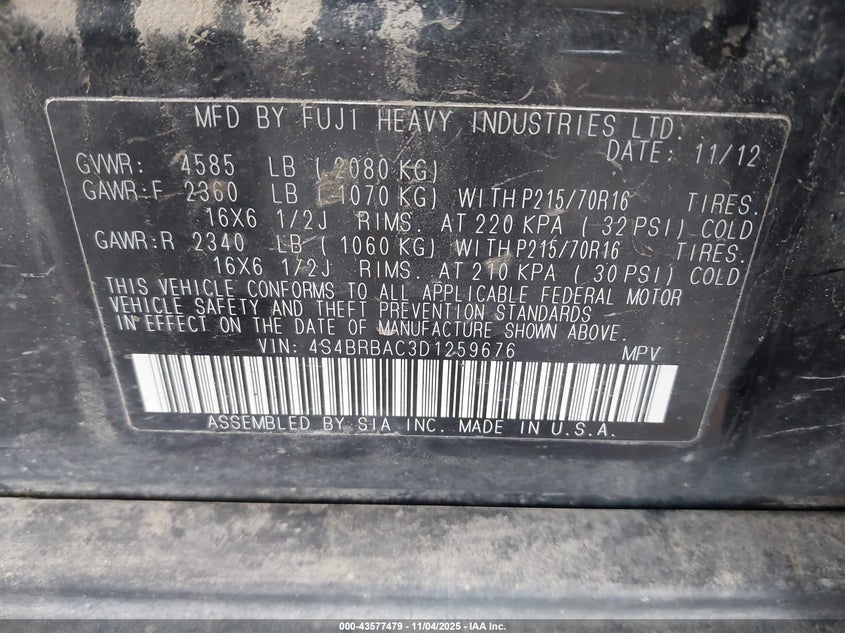 MFD BY FUJI HEAVY INDUSTRIES LTD.
DATE: 11/12
GVWR: 4585 LB ( 2080 KG)
GAWR:F 2360 LB ( 1070 KG) WITH P215/70R16 TIRES.
16X6 1/2J RIMS. AT 220 KPA ( 32 PSI) COLD
GAWR:R 2340 LB ( 1060 KG) WITH P215/70R16 TIRES.
16X6 1/2J RIMS. AT 210 KPA ( 30 PSI) COLD
THIS VEHICLE CONFORMS TO ALL APPLICABLE FEDERAL MOTOR
VEHICLE SAFETY AND THEFT PREVENTION STANDARDS
IN EFFECT ON THE DATE OF MANUFACTURE SHOWN ABOVE.
VIN: 4S4BRBAC3D1259676 MPV
ASSEMBLED BY SIA INC. MADE IN U.S.A.
000-43577479 - 11/04/2025 - IAA Inc.